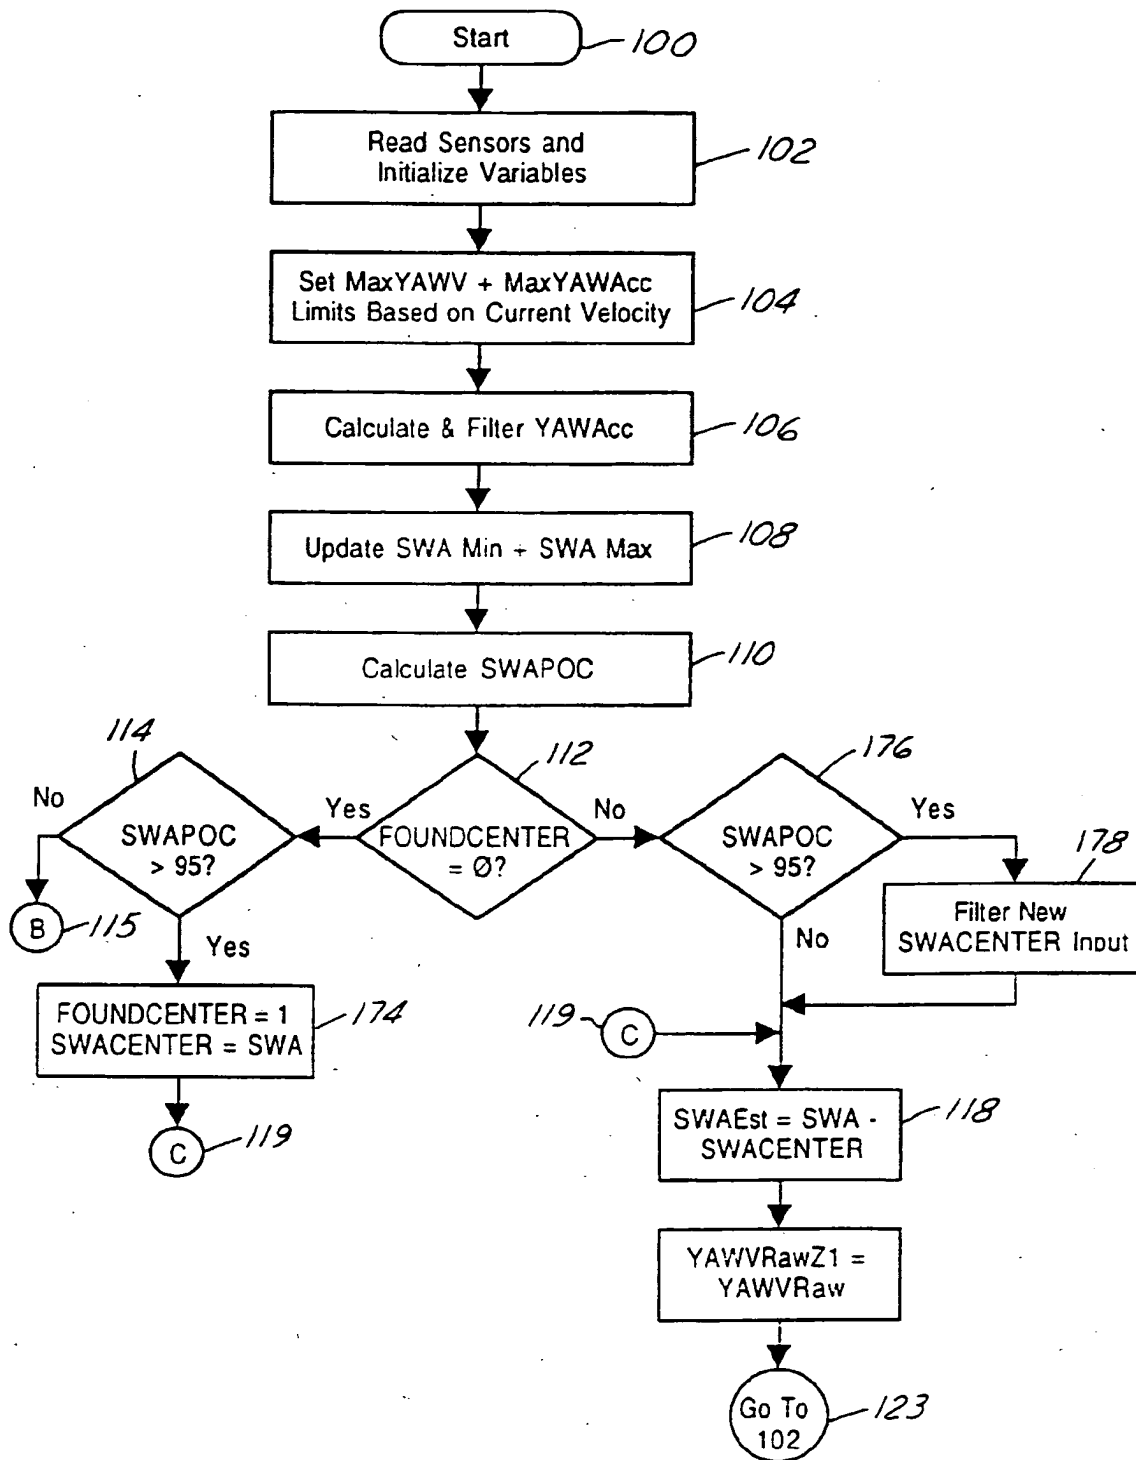 Start
100
Read Sensors and
Initialize Variables
102
Set MaxYAWV + MaxYAWAcc
Limits Based on Current Velocity
104
Calculate & Filter YAWAcc
106
Update SWA Min + SWA Max
108
Calculate SWAPOC
110
114
112
176
No
SWAPOC
> 95?
Yes
FOUNDCENTER
= Ø?
No
SWAPOC
> 95?
Yes
178
B
115
Yes
No
Filter New
SWACENTER Input
FOUNDCENTER = 1
SWACENTER = SWA
174
119
C
C
119
SWAEst = SWA -
SWACENTER
118
YAWVRawZ1 =
YAWVRaw
Go To
102
123